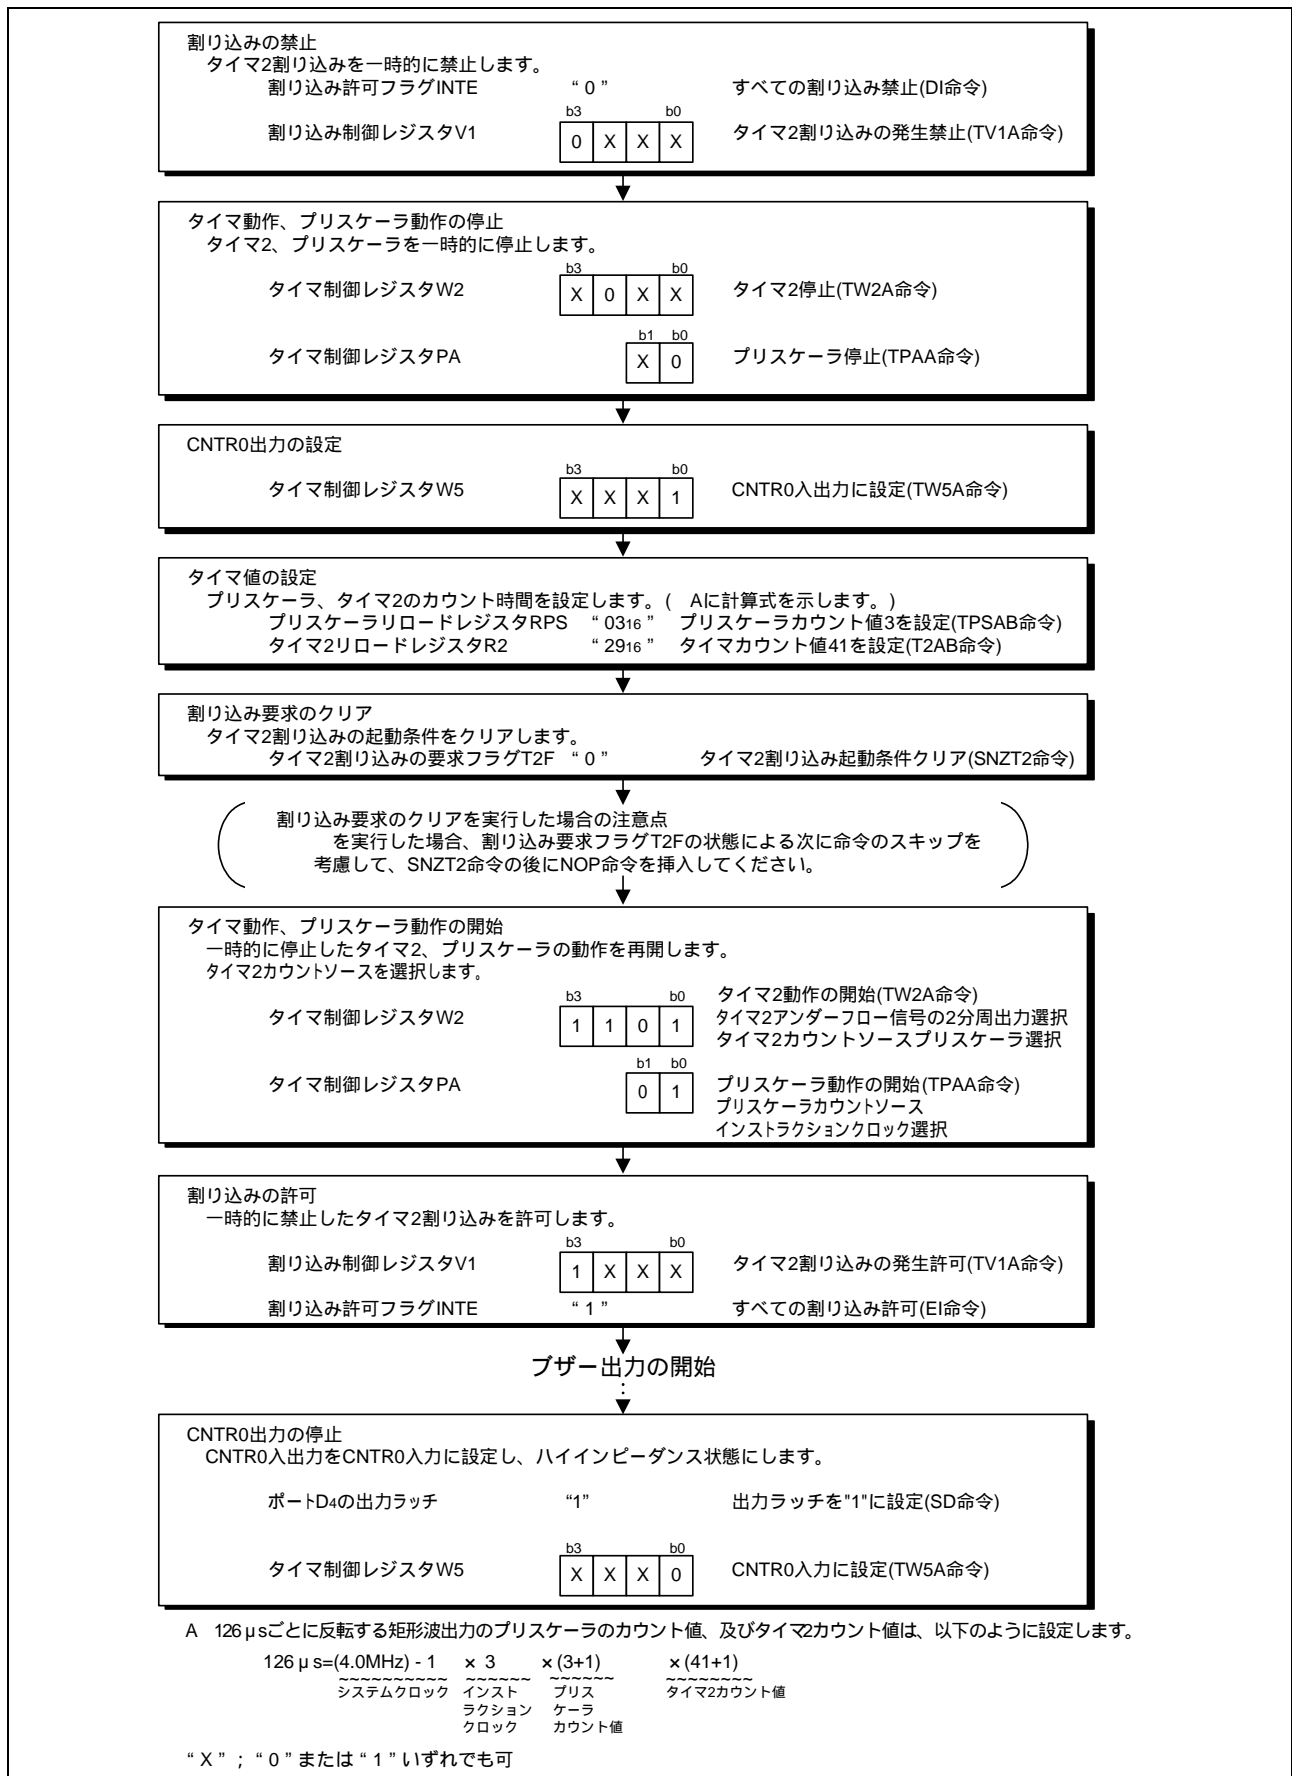 割り込みの禁止
タイマ2割り込みを一時的に禁止します。
割り込み許可フラグINTE “ 0 ” すべての割り込み禁止(DI命令)
b3 b0
割り込み制御レジスタV1 0 X X X タイマ2割り込みの発生禁止(TV1A命令)
タイマ動作、プリスケーラ動作の停止
タイマ2、プリスケーラを一時的に停止します。
b3 b0
タイマ制御レジスタW2 X 0 X X タイマ2停止(TW2A命令)
b1 b0
タイマ制御レジスタPA X 0 プリスケーラ停止(TPAA命令)
CNTR0出力の設定
b3 b0
タイマ制御レジスタW5 X X X 1 CNTR0入出力に設定(TW5A命令)
タイマ値の設定
プリスケーラ、タイマ2のカウント時間を設定します。( Aに計算式を示します。)
プリスケーラリロードレジスタRPS “ 0316 ” プリスケーラカウント値3を設定(TPSAB命令)
タイマ2リロードレジスタR2 “ 2916 ” タイマカウント値41を設定(T2AB命令)
割り込み要求のクリア
タイマ2割り込みの起動条件をクリアします。
タイマ2割り込みの要求フラグT2F “ 0 ” タイマ2割り込み起動条件クリア(SNZT2命令)
割り込み要求のクリアを実行した場合の注意点
を実行した場合、割り込み要求フラグT2Fの状態による次に命令のスキップを
考慮して、SNZT2命令の後にNOP命令を挿入してください。
タイマ動作、プリスケーラ動作の開始
一時的に停止したタイマ2、プリスケーラの動作を再開します。
タイマ2カウントソースを選択します。
b3 b0 タイマ2動作の開始(TW2A命令)
タイマ制御レジスタW2 1 1 0 1 タイマ2アンダーフロー信号の2分周出力選択
タイマ2カウントソースプリスケーラ選択
b1 b0
タイマ制御レジスタPA 0 1 プリスケーラ動作の開始(TPAA命令)
プリスケーラカウントソース
インストラクションクロック選択
割り込みの許可
一時的に禁止したタイマ2割り込みを許可します。
b3 b0
割り込み制御レジスタV1 1 X X X タイマ2割り込みの発生許可(TV1A命令)
割り込み許可フラグINTE “ 1 ” すべての割り込み許可(EI命令)
ブザー出力の開始
CNTR0出力の停止
CNTR0入出力をCNTR0入力に設定し、ハイインピーダンス状態にします。
ポートD4の出力ラッチ “1” 出力ラッチを"1"に設定(SD命令)
b3 b0
タイマ制御レジスタW5 X X X 0 CNTR0入力に設定(TW5A命令)
A 126μsごとに反転する矩形波出力のプリスケーラのカウント値、及びタイマ2カウント値は、以下のように設定します。
126μs=(4.0MHz) - 1 × 3 ×(3+1) ×(41+1)
システムクロック インスト プリス タイマ2カウント値
ラクション ケーラ
クロック カウント値
“ X ” ; “ 0 ” または “ 1 ” いずれでも可